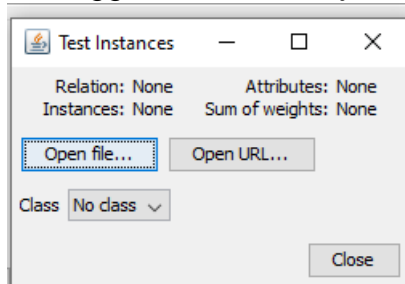 Test Instances
Relation: None Attributes: None
Instances: None Sum of weights: None
Open file... Open URL...
Class No class
Close